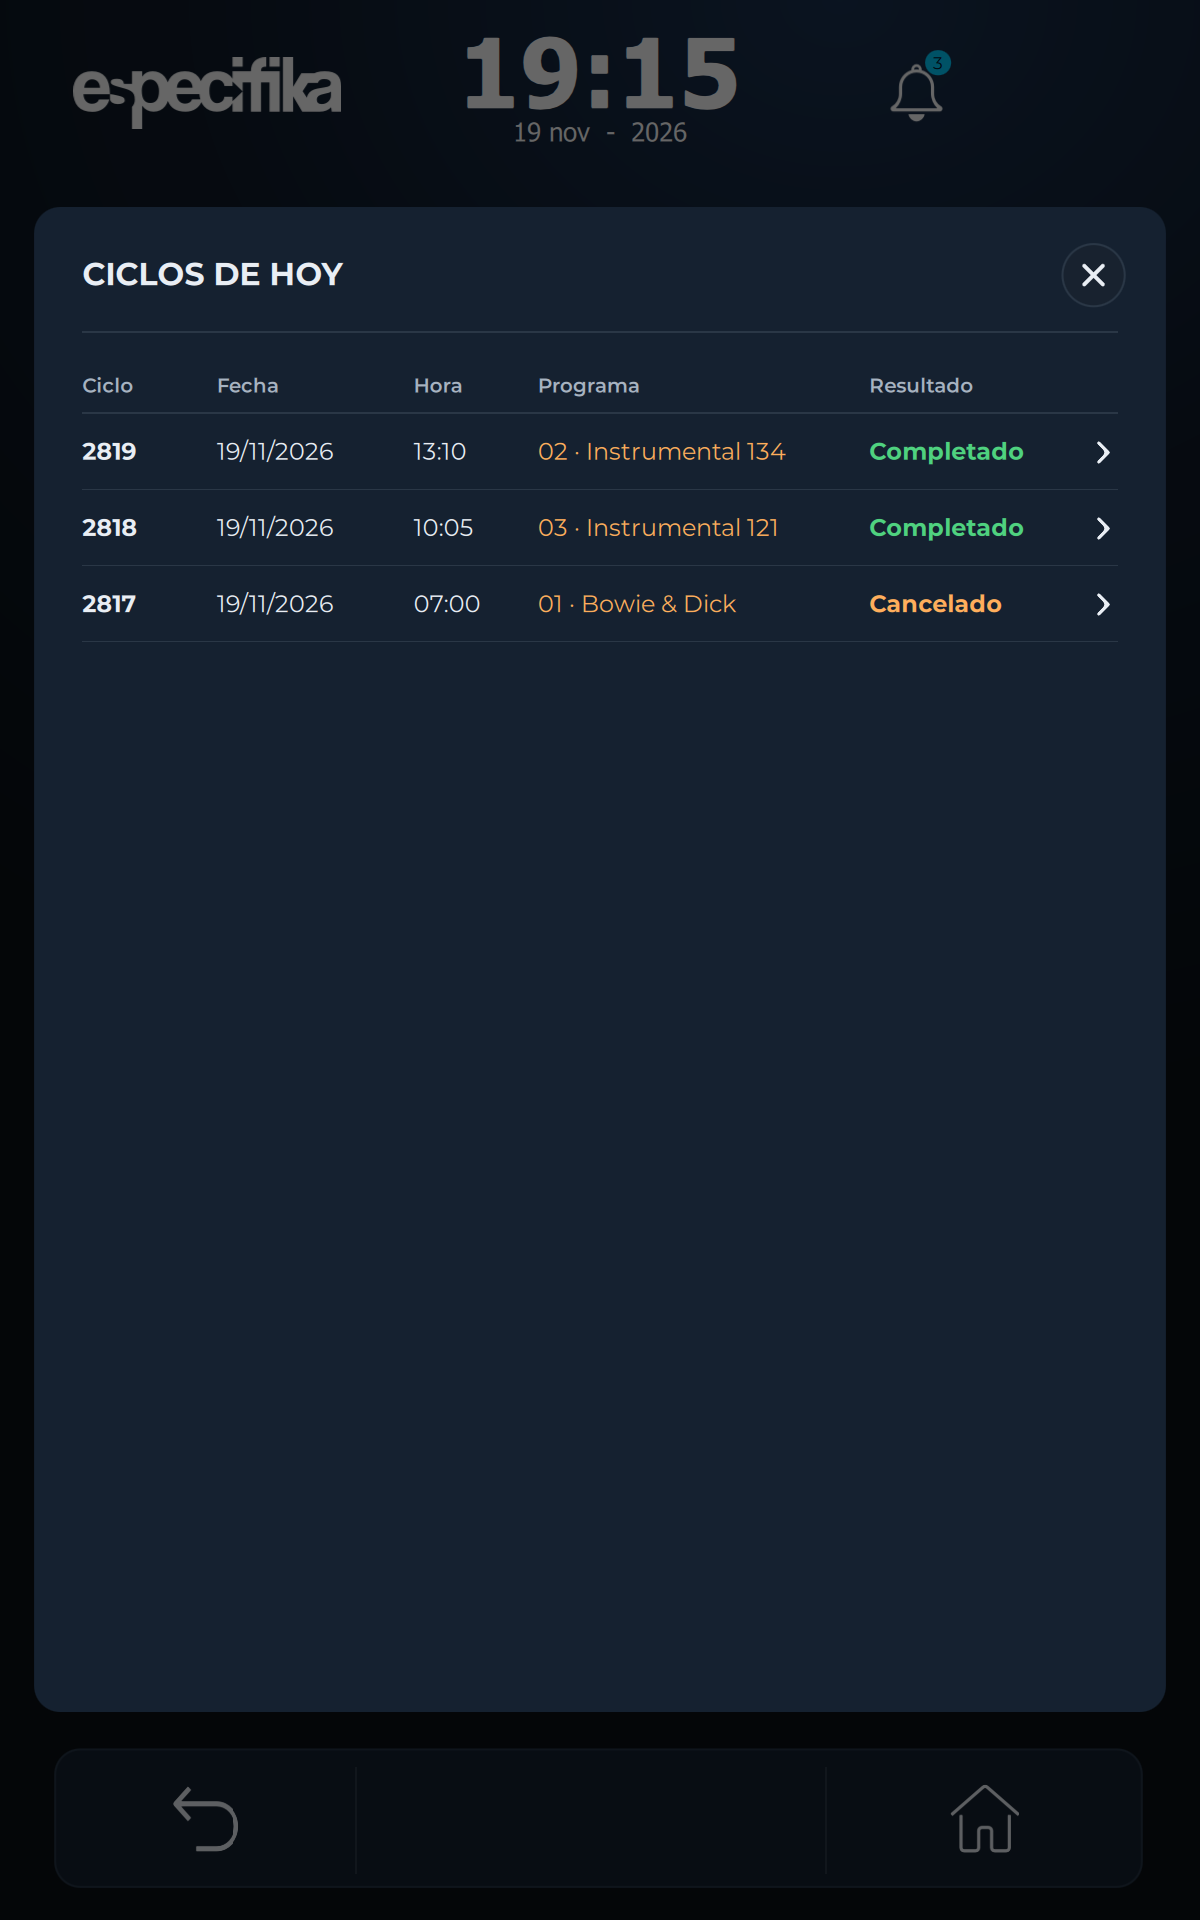 especifika
19:15
19 nov - 2026
3
CICLOS DE HOY
Ciclo Fecha Hora Programa Resultado
2819 19/11/2026 13:10 02 · Instrumental 134 Completado
2818 19/11/2026 10:05 03 · Instrumental 121 Completado
2817 19/11/2026 07:00 01 · Bowie & Dick Cancelado